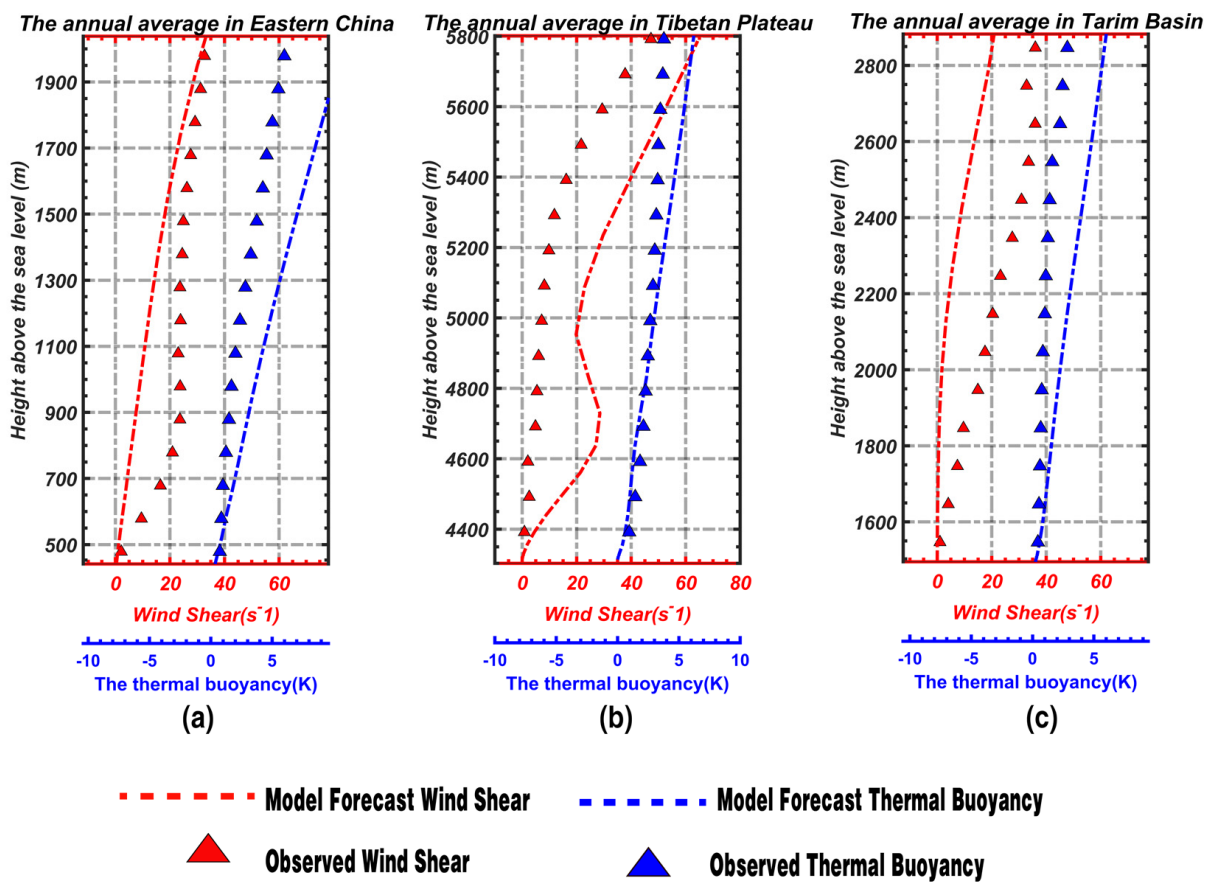 The annual average in Eastern China
1900
1700
1500
1300
1100
900
700
500
Height above the sea level (m)
0 20 40 60
Wind Shear(s⁻1)
-10 -5 0 5
The thermal buoyancy(K)
(a)
The annual average in Tibetan Plateau
5800
5600
5400
5200
5000
4800
4600
4400
Height above the sea level (m)
0 20 40 60 80
Wind Shear(s⁻1)
-10 -5 0 5 10
The thermal buoyancy(K)
(b)
The annual average in Tarim Basin
2800
2600
2400
2200
2000
1800
1600
Height above the sea level (m)
0 20 40 60
Wind Shear(s⁻1)
-10 -5 0 5
The thermal buoyancy(K)
(c)
Model Forecast Wind Shear
Model Forecast Thermal Buoyancy
Observed Wind Shear
Observed Thermal Buoyancy